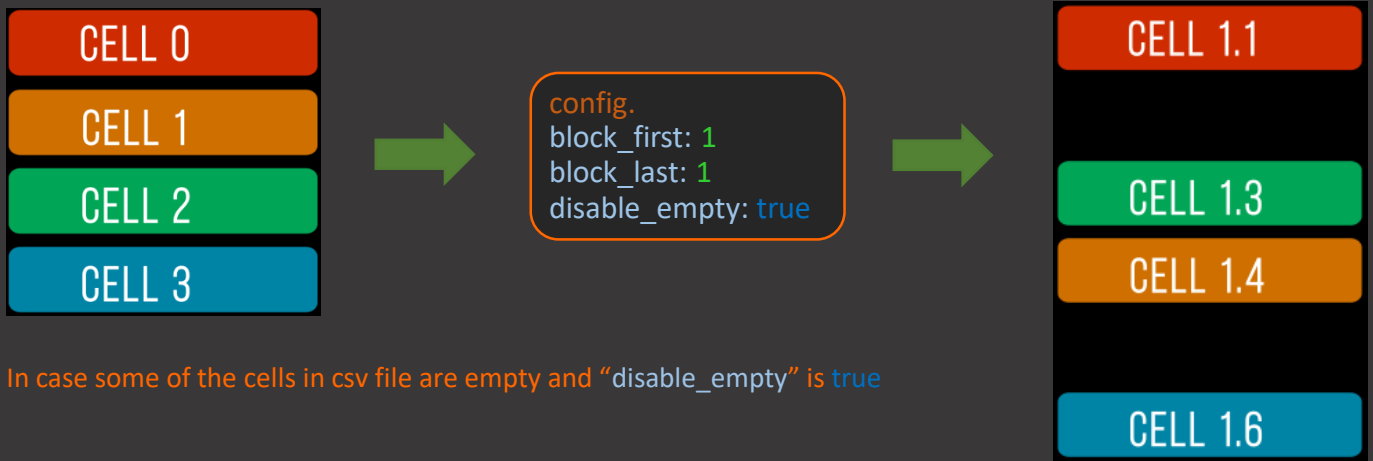 CELL 0
CELL 1
CELL 2
CELL 3
config.
block_first: 1
block_last: 1
disable_empty: true
CELL 1.1
CELL 1.3
CELL 1.4
CELL 1.6
In case some of the cells in csv file are empty and “disable_empty” is true